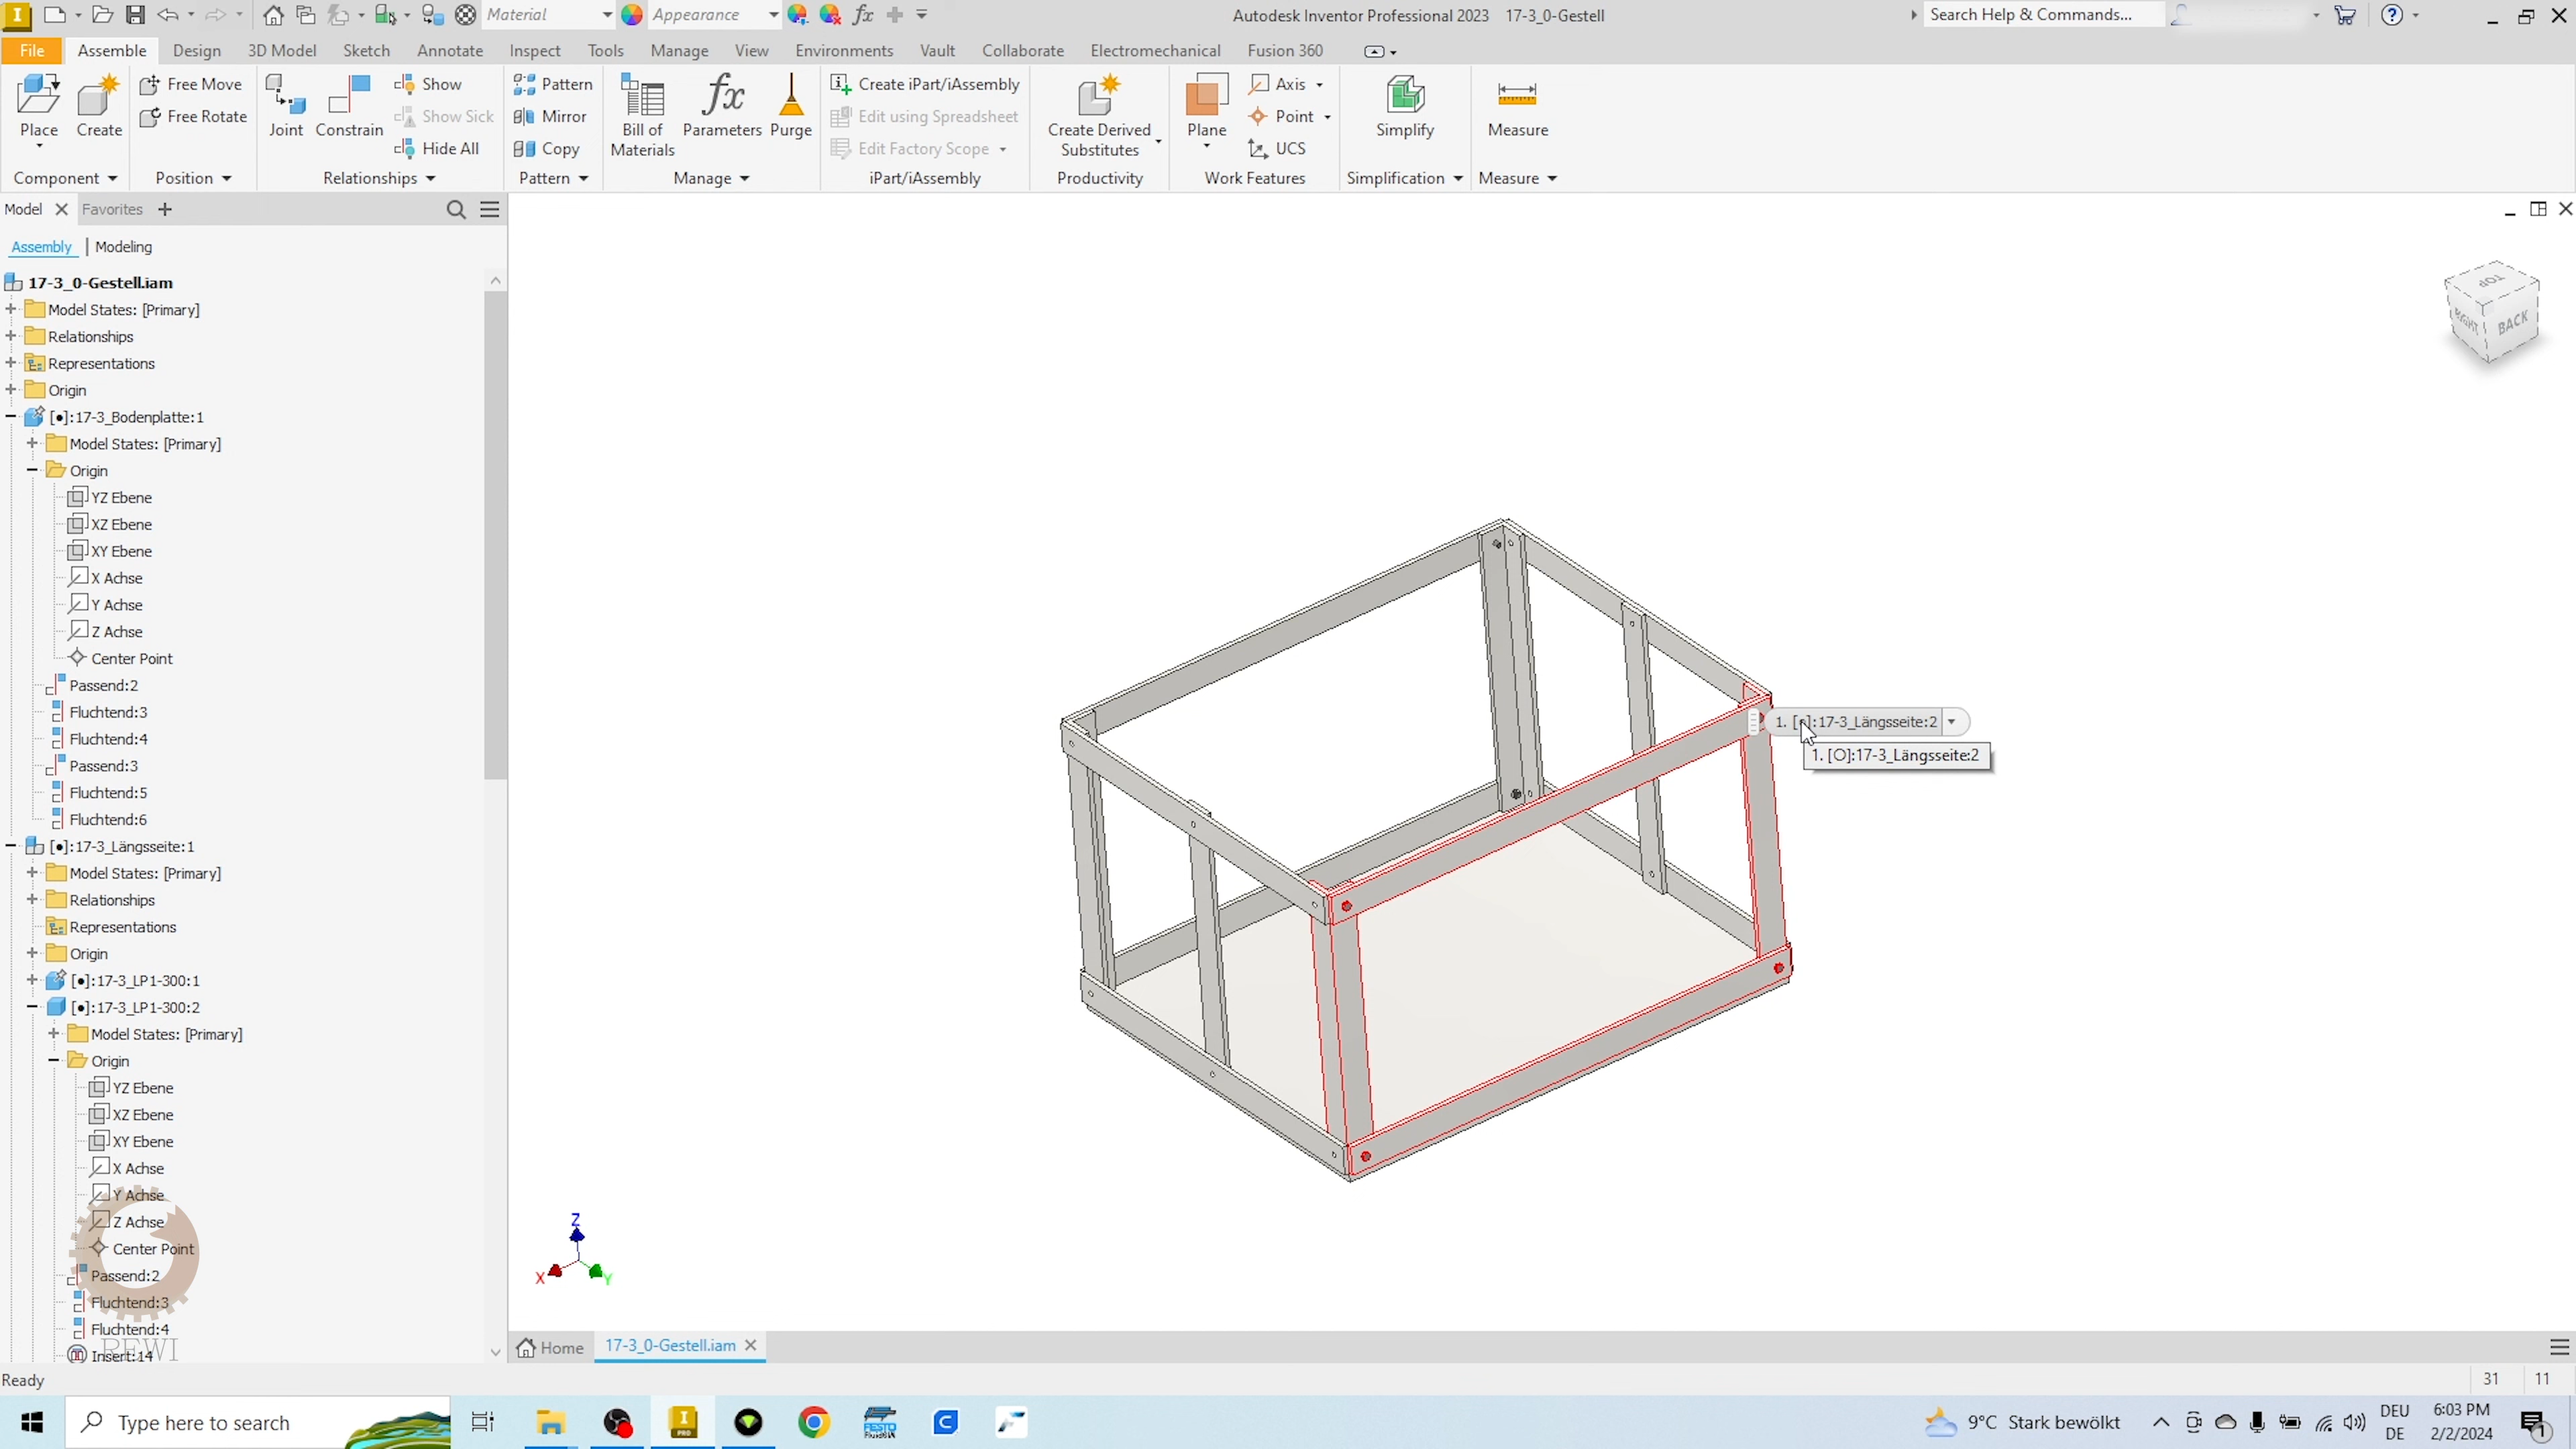 Material
Appearance
Autodesk Inventor Professional 2023 17-3_0-Gestell
Search Help & Commands...
File Assemble Design 3D Model Sketch Annotate Inspect Tools Manage View Environments Vault Collaborate Electromechanical Fusion 360
Place
Create
Free Move
Free Rotate
Joint
Constrain
Show
Show Sick
Hide All
Pattern
Mirror
Copy
Bill of
Materials
Parameters
Purge
Create iPart/iAssembly
Edit using Spreadsheet
Edit Factory Scope
Create Derived
Substitutes
Plane
Axis
Point
UCS
Simplify
Measure
Component Position Relationships Pattern Manage iPart/iAssembly Productivity Work Features Simplification Measure
Model Favorites
Assembly | Modeling
17-3_0-Gestell.iam
Model States: [Primary]
Relationships
Representations
Origin
[●]:17-3_Bodenplatte:1
Model States: [Primary]
Origin
YZ Ebene
XZ Ebene
XY Ebene
X Achse
Y Achse
Z Achse
Center Point
Passend:2
Fluchtend:3
Fluchtend:4
Passend:3
Fluchtend:5
Fluchtend:6
[●]:17-3_Längsseite:1
Model States: [Primary]
Relationships
Representations
Origin
[●]:17-3_LP1-300:1
[●]:17-3_LP1-300:2
Model States: [Primary]
Origin
YZ Ebene
XZ Ebene
XY Ebene
X Achse
Y Achse
Z Achse
Center Point
Passend:2
Fluchtend:3
Fluchtend:4
Insert:14
REWI
TOP
RIGHT
BACK
1. [○]:17-3_Längsseite:2
1. [○]:17-3_Längsseite:2
Z
X
Y
Home 17-3_0-Gestell.iam
Ready
31 11
Type here to search
PRO
FESTO
9°C Stark bewölkt
DEU
DE
6:03 PM
2/2/2024
1